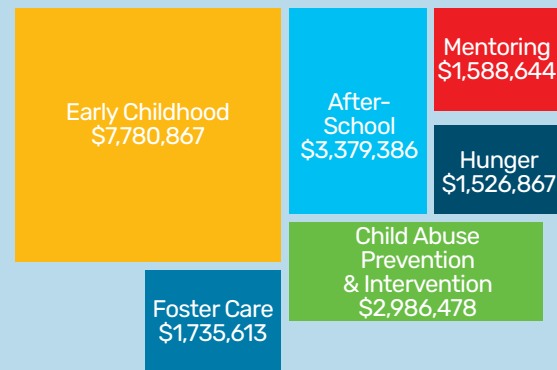 Early Childhood
$7,780,867
After-
School
$3,379,386
Mentoring
$1,588,644
Hunger
$1,526,867
Child Abuse
Prevention
& Intervention
$2,986,478
Foster Care
$1,735,613